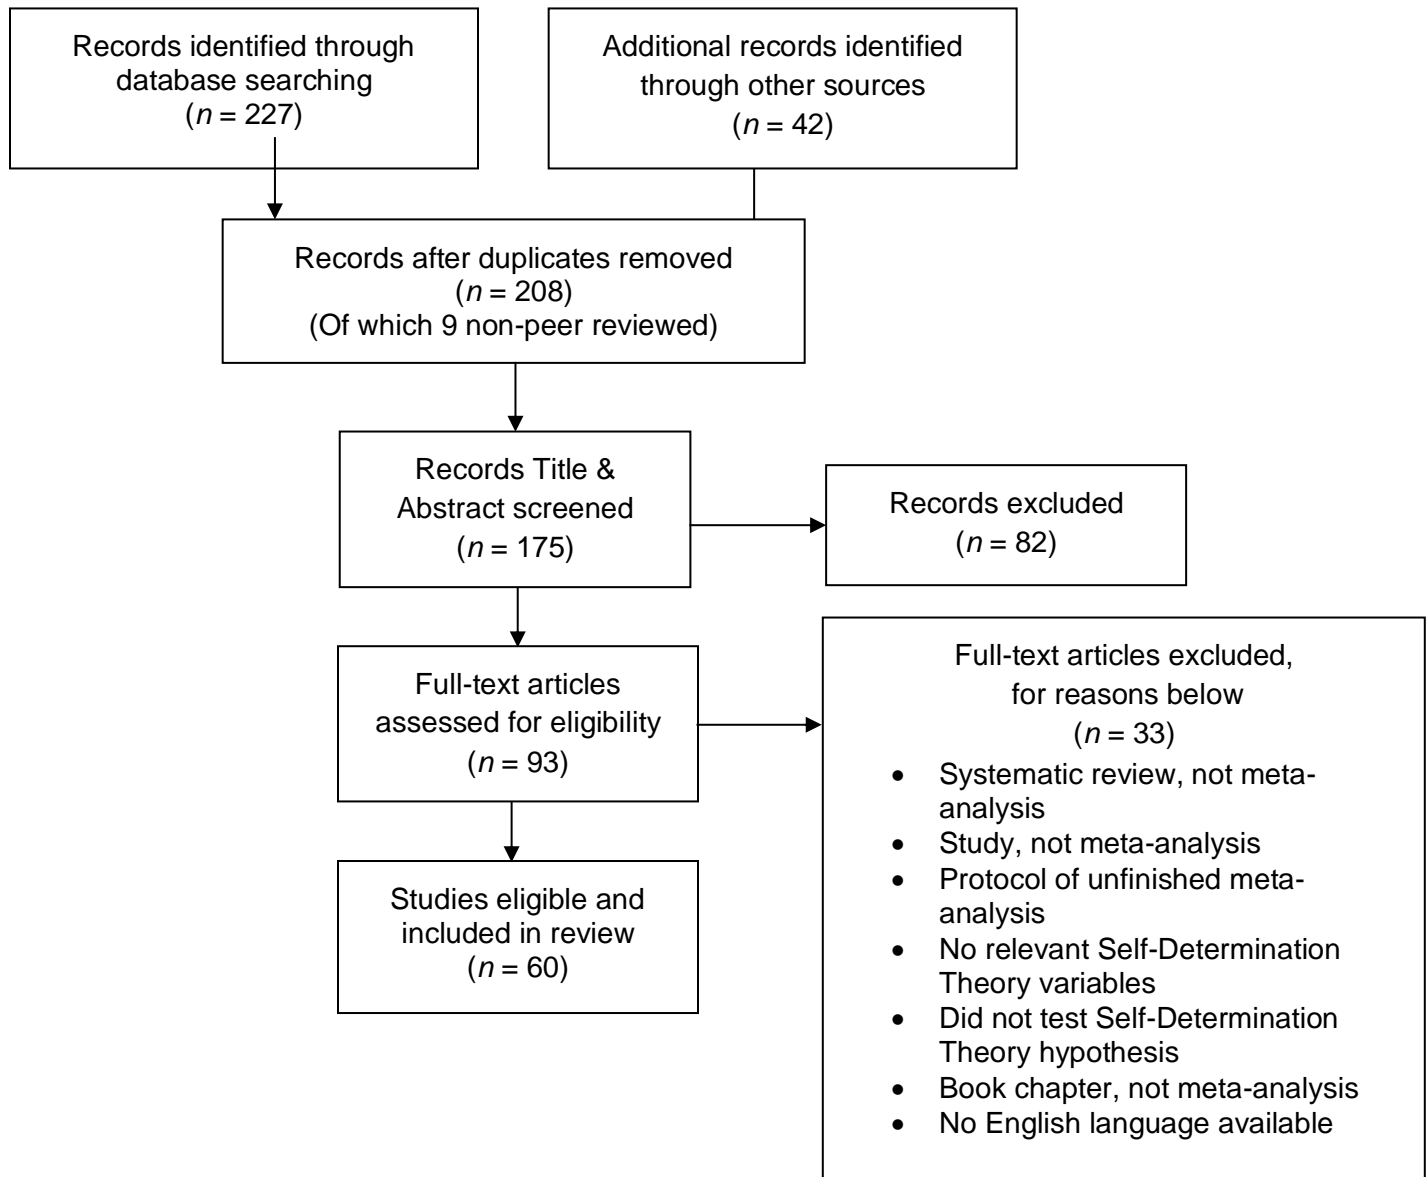 Records identified through
database searching
(n = 227)
Additional records identified
through other sources
(n = 42)
Records after duplicates removed
(n = 208)
(Of which 9 non-peer reviewed)
Records Title &
Abstract screened
(n = 175)
Records excluded
(n = 82)
Full-text articles
assessed for eligibility
(n = 93)
Full-text articles excluded,
for reasons below
(n = 33)
• Systematic review, not meta-
analysis
• Study, not meta-analysis
• Protocol of unfinished meta-
analysis
• No relevant Self-Determination
Theory variables
• Did not test Self-Determination
Theory hypothesis
• Book chapter, not meta-analysis
• No English language available
Studies eligible and
included in review
(n = 60)